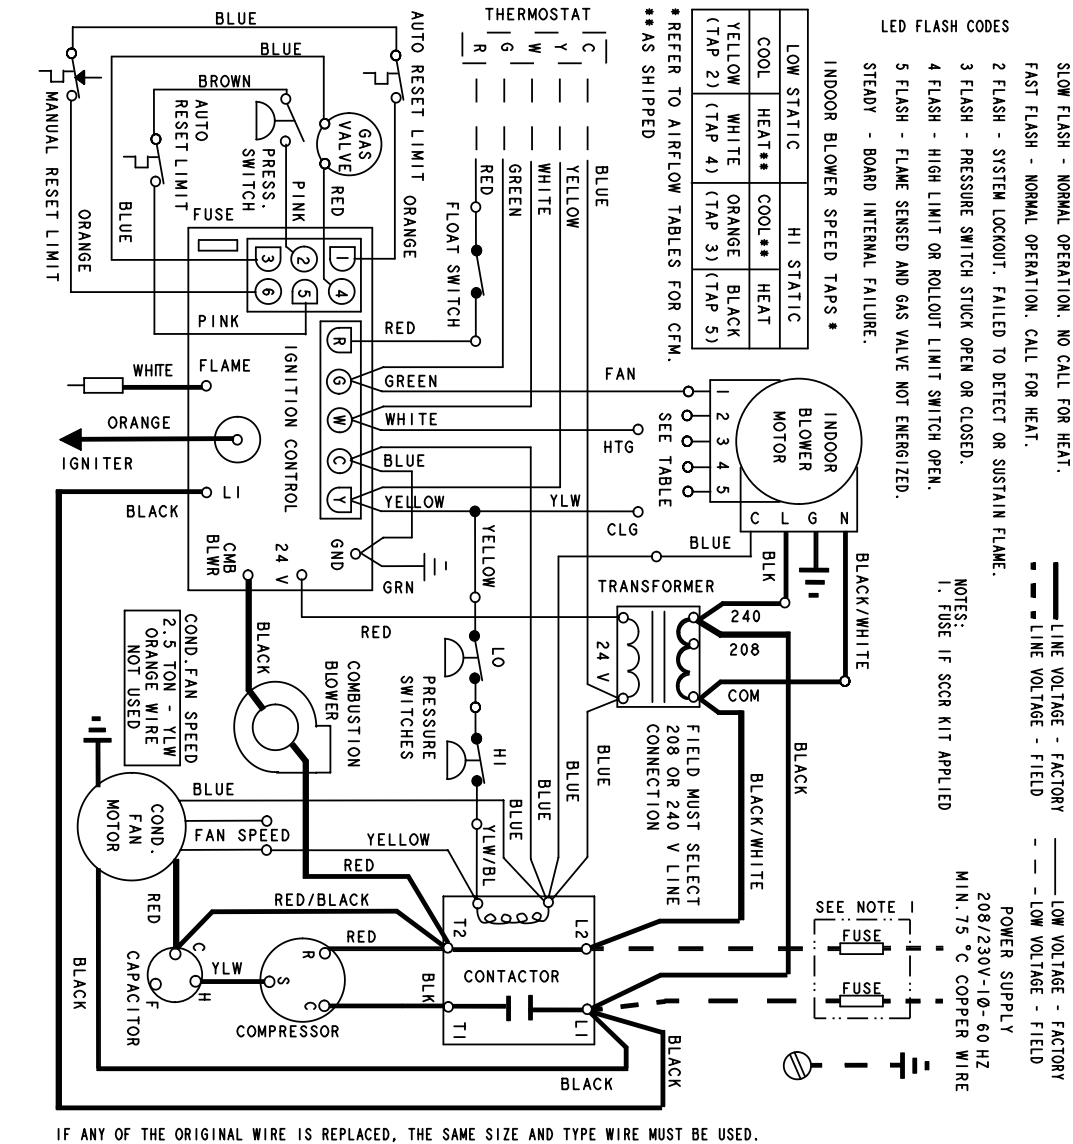 BLUE
THERMOSTAT
R G W Y C
LED FLASH CODES
SLOW FLASH - NORMAL OPERATION. NO CALL FOR HEAT.
FAST FLASH - NORMAL OPERATION. CALL FOR HEAT.
2 FLASH - SYSTEM LOCKOUT. FAILED TO DETECT OR SUSTAIN FLAME.
3 FLASH - PRESSURE SWITCH STUCK OPEN OR CLOSED.
4 FLASH - HIGH LIMIT OR ROLLOUT LIMIT SWITCH OPEN.
5 FLASH - FLAME SENSED AND GAS VALVE NOT ENERGIZED.
STEADY - BOARD INTERNAL FAILURE.
INDOOR BLOWER SPEED TAPS *
LOW STATIC HI STATIC
COOL HEAT** COOL** HEAT
YELLOW WHITE ORANGE BLACK
(TAP 2) (TAP 4) (TAP 3) (TAP 5)
* REFER TO AIRFLOW TABLES FOR CFM.
** AS SHIPPED
BLUE
BROWN
AUTO RESET LIMIT
MANUAL RESET LIMIT
AUTO
RESET LIMIT
PRESS.
SWITCH
GAS
VALVE
PINK
RED
ORANGE
ORANGE
BLUE
FUSE
3 2 1
6 5 4
PINK
RED
GREEN
WHITE
YELLOW
BLUE
FLOAT SWITCH
RED
R
G
W
C
Y
GREEN
WHITE
BLUE
YELLOW
FAN
HTG
YLW
CLG
SEE TABLE
1
2
3
4
5
INDOOR
BLOWER
MOTOR
C L G N
WHITE
FLAME
ORANGE
IGNITER
L1
BLACK
IGNITION CONTROL
CMB
BLWR
24 V
GND
GRN
YELLOW
BLUE
BLK
BLACK/WHITE
TRANSFORMER
240
208
COM
24 V
RED
LINE VOLTAGE - FACTORY
LINE VOLTAGE - FIELD
LOW VOLTAGE - FACTORY
LOW VOLTAGE - FIELD
NOTES:
1. FUSE IF SCCR KIT APPLIED
COND. FAN SPEED
2.5 TON - YLW
ORANGE WIRE
NOT USED
BLACK
COMBUSTION
BLOWER
LO
PRESSURE
SWITCHES
HI
FIELD MUST SELECT
208 OR 240 V LINE
CONNECTION
BLACK/WHITE
BLACK
COND.
FAN
MOTOR
BLUE
FAN SPEED
YELLOW
YLW/BL
BLUE
BLUE
BLUE
BLUE
RED
RED/BLACK
RED
RED
CAPACITOR
C
H
F
YLW
R
S
C
COMPRESSOR
BLK
T2
L2
CONTACTOR
T1
L1
SEE NOTE 1
FUSE
FUSE
POWER SUPPLY
208/230V-1Ø-60 HZ
MIN. 75 °C COPPER WIRE
BLACK
BLACK
BLACK
IF ANY OF THE ORIGINAL WIRE IS REPLACED, THE SAME SIZE AND TYPE WIRE MUST BE USED.